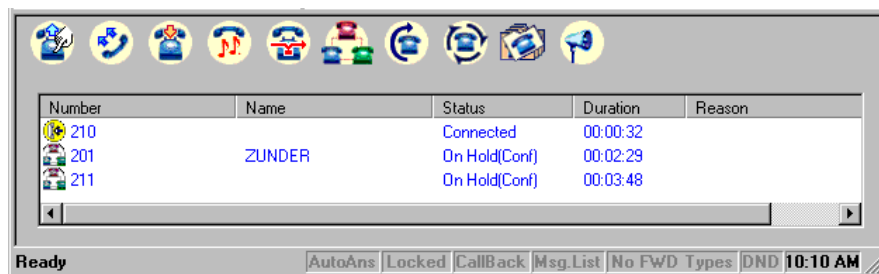 Number Name Status Duration Reason
210 Connected 00:00:32
201 ZUNDER On Hold(Conf) 00:02:29
211 On Hold(Conf) 00:03:48
Ready AutoAns Locked CallBack Msg.List No FWD Types DND 10:10 AM